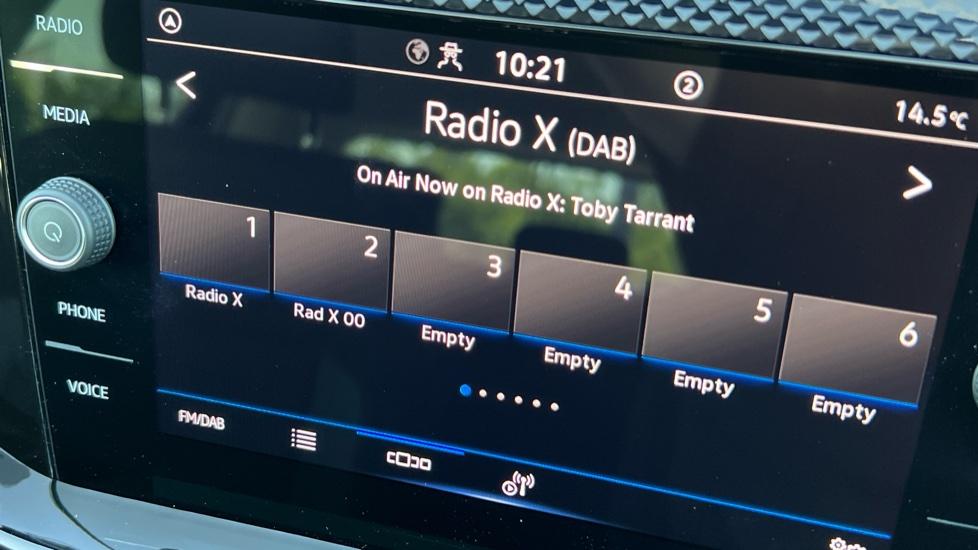 RADIO
MEDIA
PHONE
VOICE
10:21
2
14.5°C
<
Radio X (DAB)
>
On Air Now on Radio X: Toby Tarrant
1 2 3 4 5 6
Radio X Rad X 00 Empty Empty Empty Empty
FM/DAB